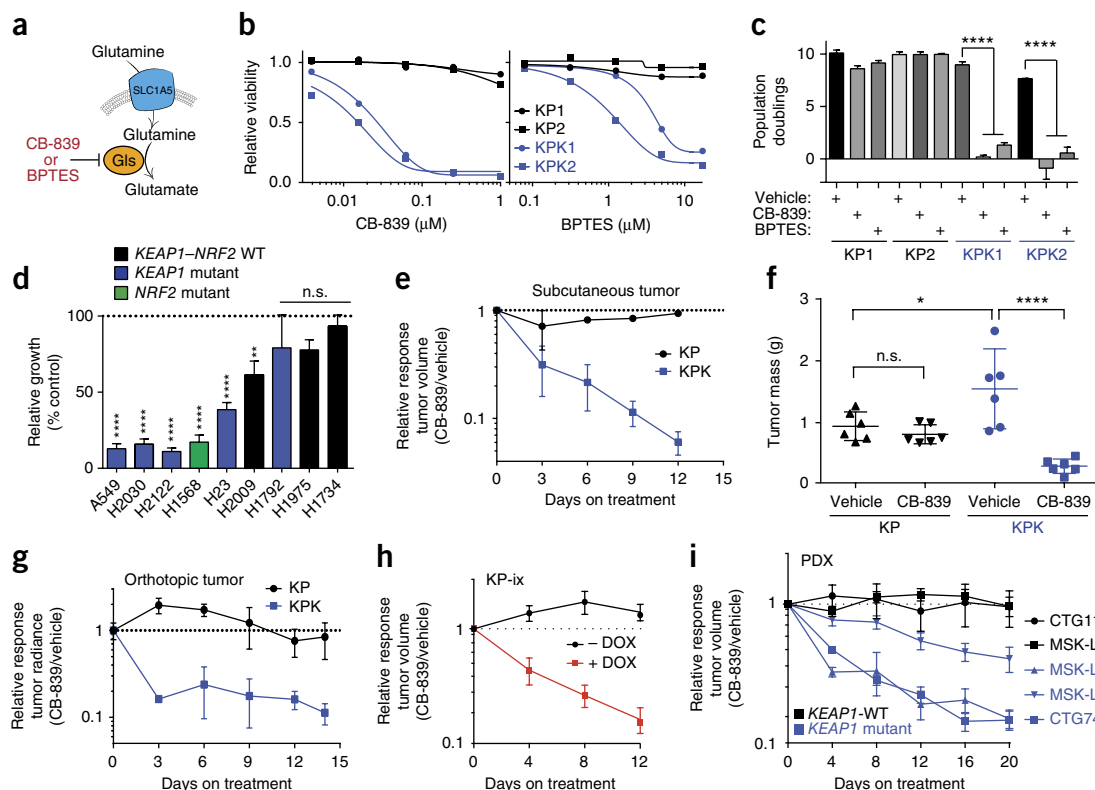 a
Glutamine
SLC1A5
Glutamine
CB-839
or
BPTES
Gls
Glutamate
b
Relative viability
1.0
0.5
0.0
0.01
0.1
1
CB-839 (μM)
KP1
KP2
KPK1
KPK2
0.1
1
10
BPTES (μM)
c
Population
doublings
10
0
****
****
Vehicle: + + + +
CB-839: + + + +
BPTES: + + + +
KP1 KP2 KPK1 KPK2
KEAP1–NRF2 WT
KEAP1 mutant
NRF2 mutant
d
n.s.
Relative growth
(% control)
100
50
0
****
****
****
****
****
**
A549
H2030
H2122
H1568
H23
H2009
H1792
H1975
H1734
e
Subcutaneous tumor
KP
KPK
Relative response
tumor volume
(CB-839/vehicle)
1
0.1
0 3 6 9 12 15
Days on treatment
f
Tumor mass (g)
3
2
1
0
*
****
n.s.
Vehicle CB-839 Vehicle CB-839
KP KPK
g
Orthotopic tumor
KP
KPK
Relative response
tumor radiance
(CB-839/vehicle)
1
0.1
0 3 6 9 12 15
Days on treatment
h
KP-ix
Relative response
tumor volume
(CB-839/vehicle)
1
0.1
– DOX
+ DOX
0 4 8 12
Days on treatment
i
PDX
Relative response
tumor volume
(CB-839/vehicle)
1
0.1
KEAP1-WT
KEAP1 mutant
0 4 8 12 16 20
Days on treatment